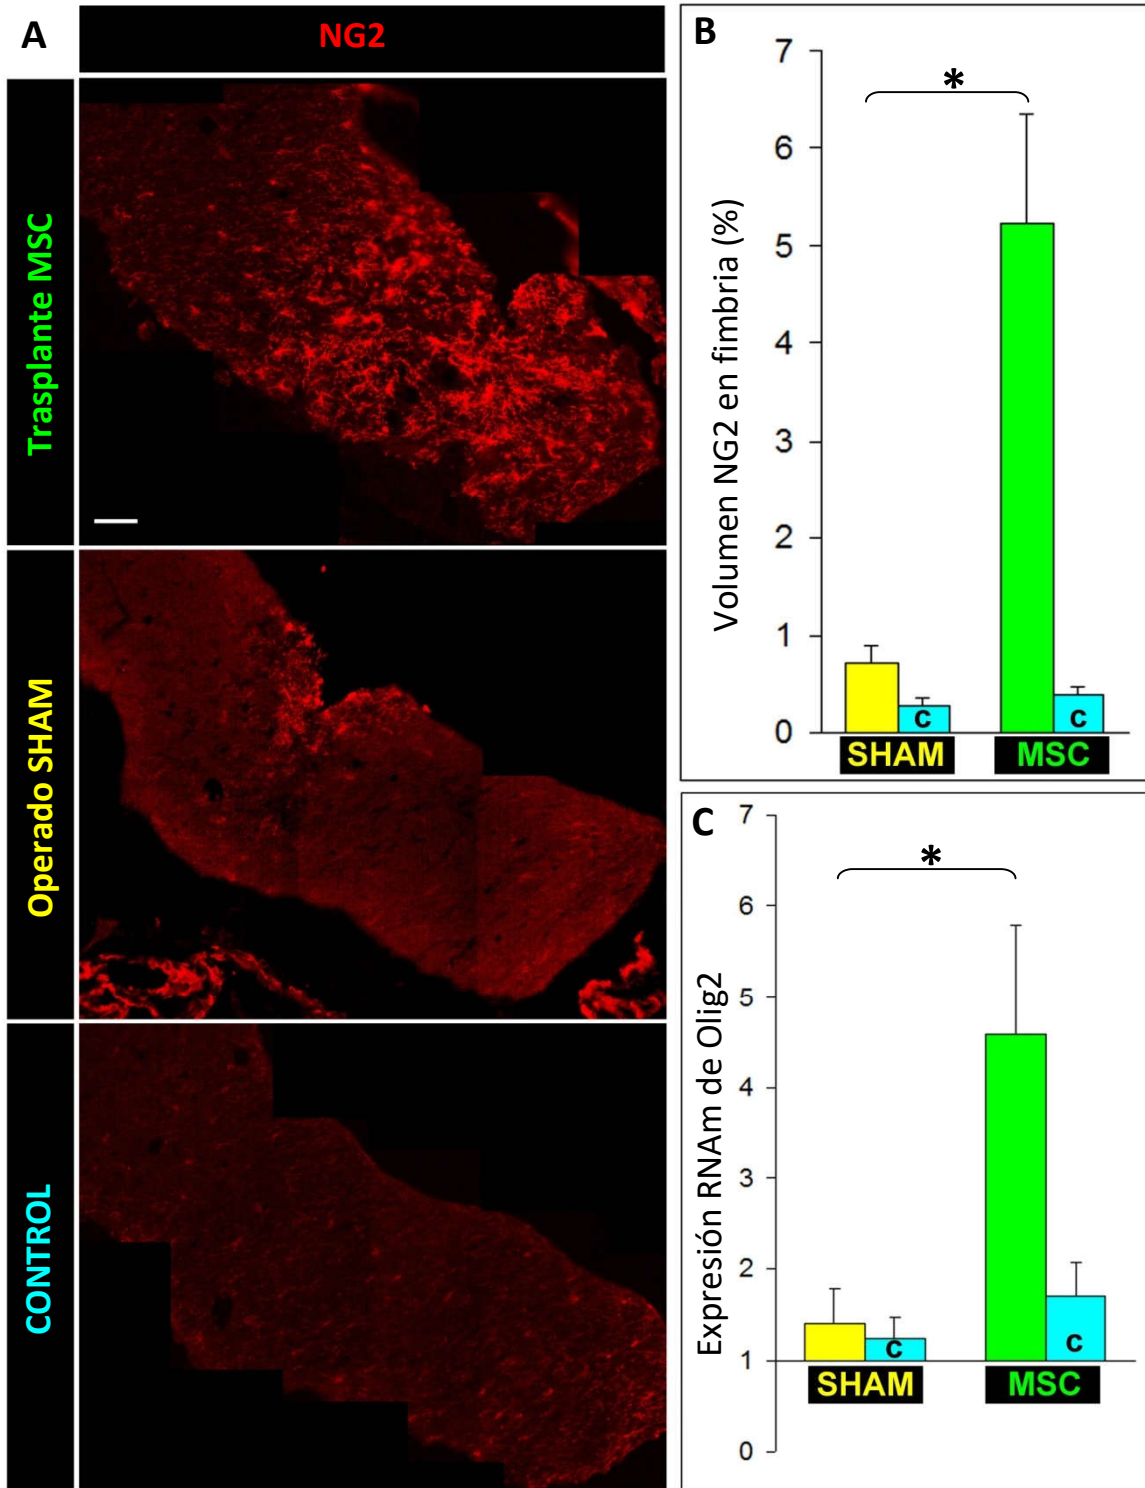 A
NG2
Trasplante MSC
Operado SHAM
CONTROL
B
7
6
5
4
3
2
1
0
Volumen NG2 en fimbria (%)
*
c
c
SHAM
MSC
C
7
6
5
4
3
2
1
0
Expresión RNAm de Olig2
*
c
c
SHAM
MSC